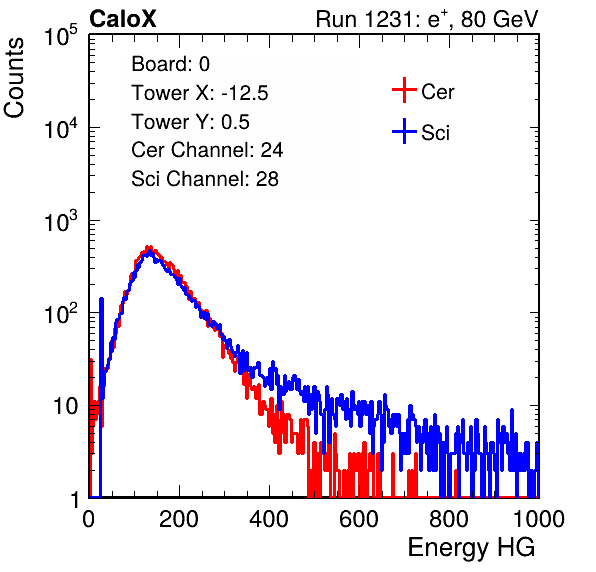 CaloX Run 1231: e⁺, 80 GeV
Counts
Board: 0
Tower X: -12.5
Tower Y: 0.5
Cer Channel: 24
Sci Channel: 28
Cer
Sci
10⁵
10⁴
10³
10²
10
1
0 200 400 600 800 1000
Energy HG